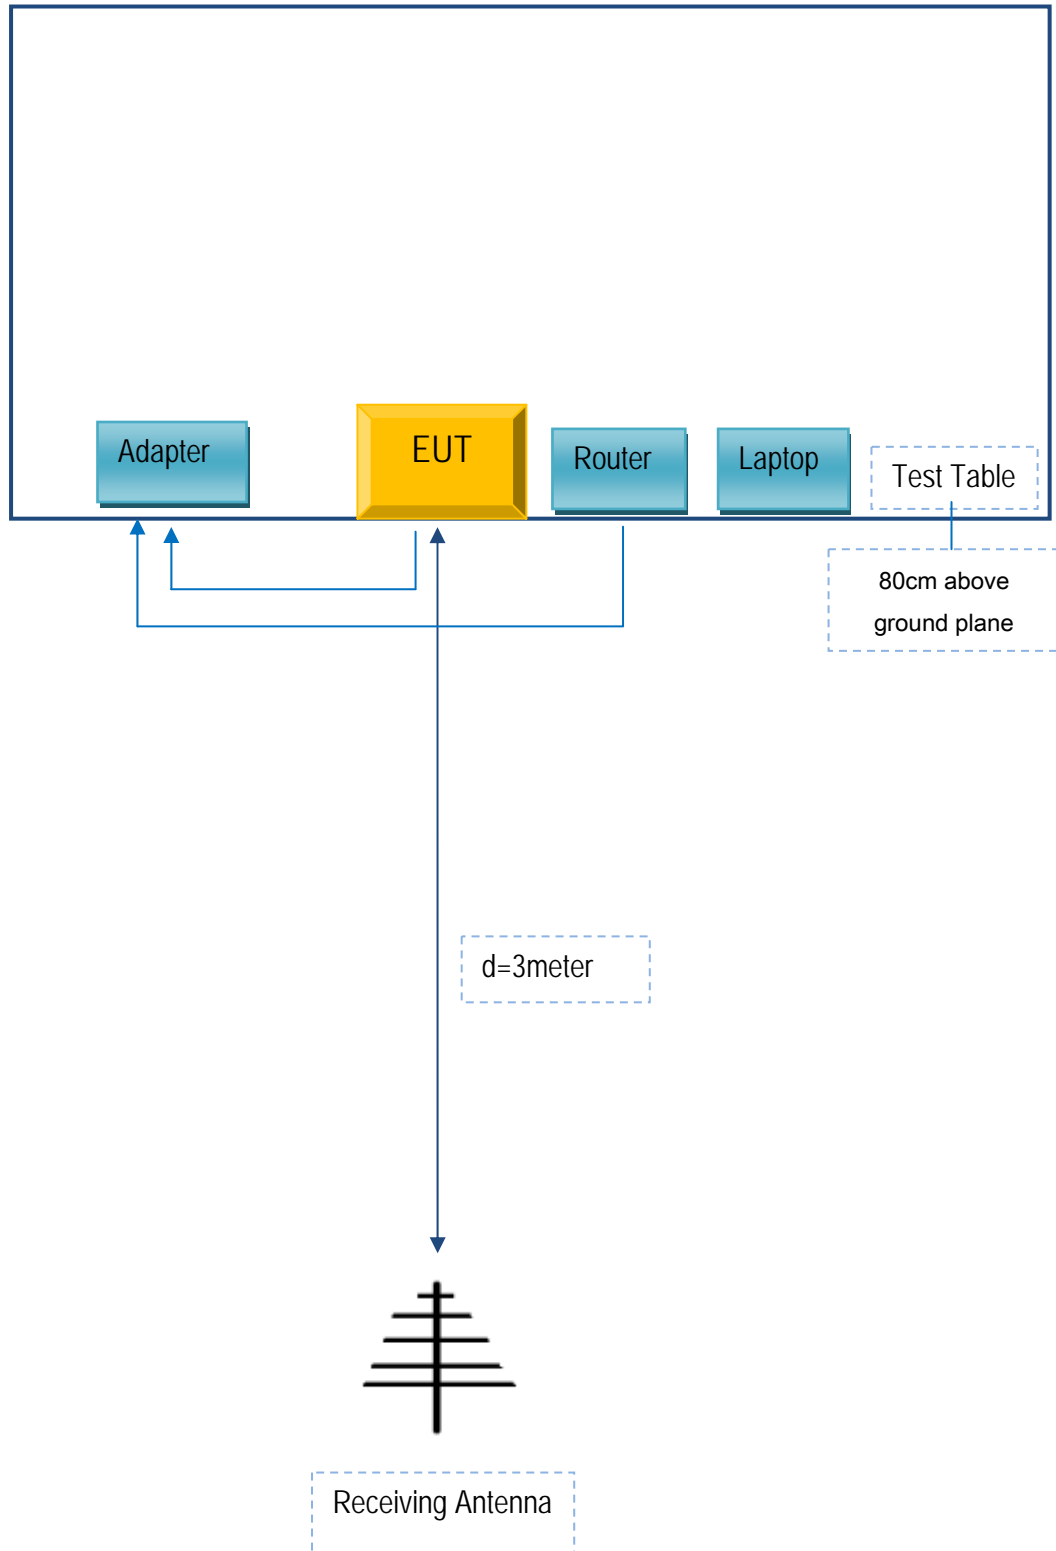 Adapter
EUT
Router
Laptop
Test Table
80cm above
ground plane
d=3meter
Receiving Antenna